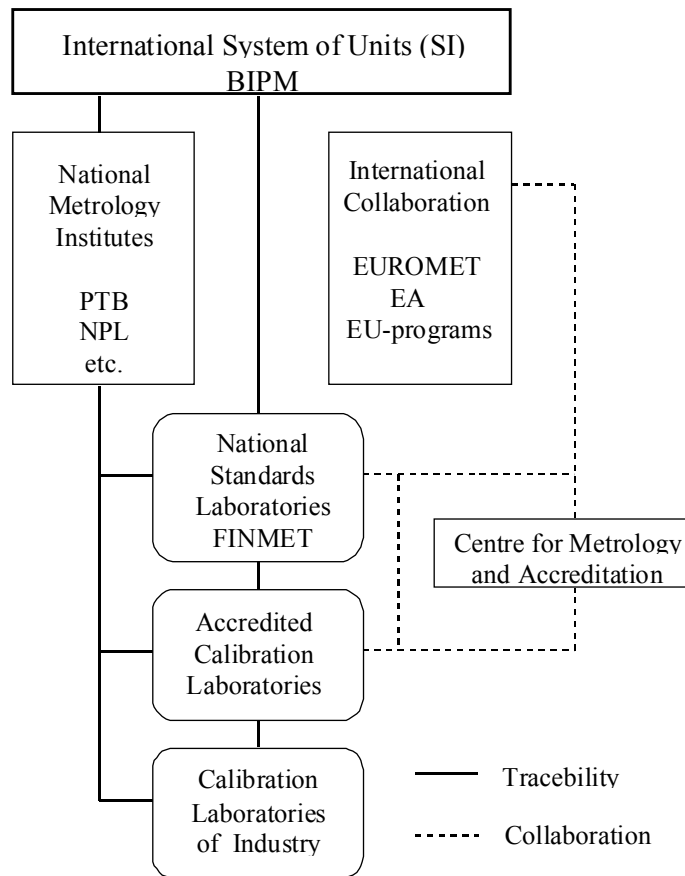 International System of Units (SI)
BIPM
National
Metrology
Institutes
PTB
NPL
etc.
International
Collaboration
EUROMET
EA
EU-programs
National
Standards
Laboratories
FINMET
Centre for Metrology
and Accreditation
Accredited
Calibration
Laboratories
Calibration
Laboratories
of Industry
Tracebility
Collaboration